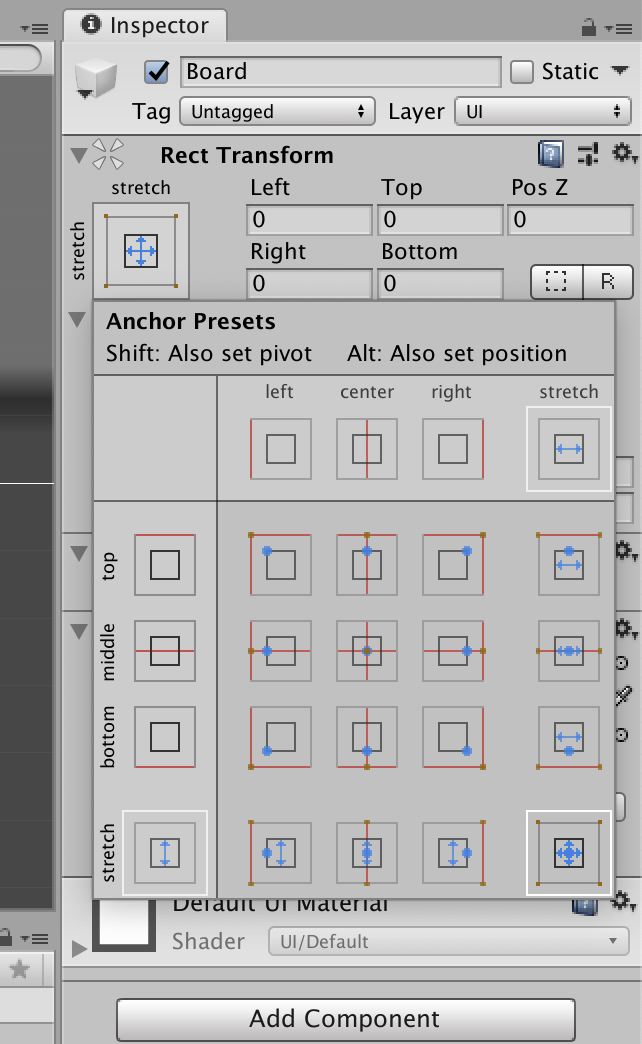 Inspector
Board
Static
Tag Untagged Layer UI
Rect Transform
stretch Left Top Pos Z
stretch
0 0 0
Right Bottom
0 0 R
Anchor Presets
Shift: Also set pivot Alt: Also set position
left center right stretch
top
middle
bottom
stretch
Default UI Material
Shader UI/Default
Add Component